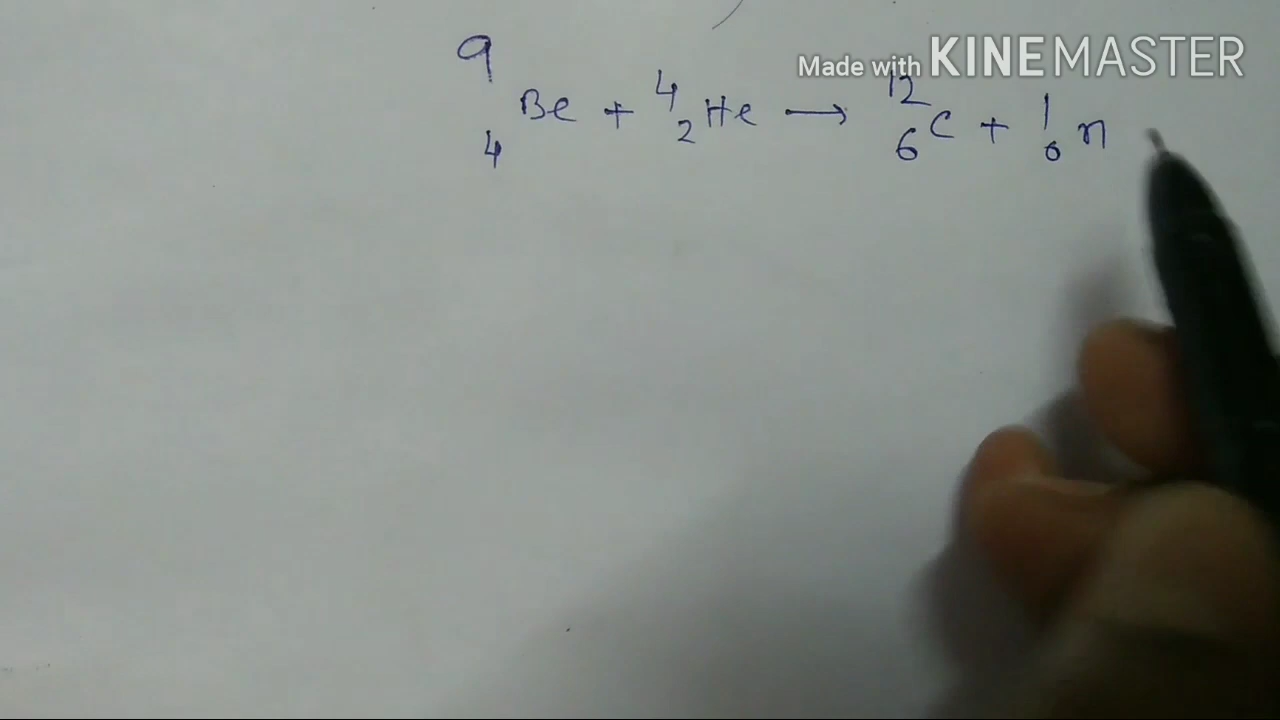 Made with KINEMASTER
⁹₄Be + ⁴₂He → ¹²₆C + ¹₀n